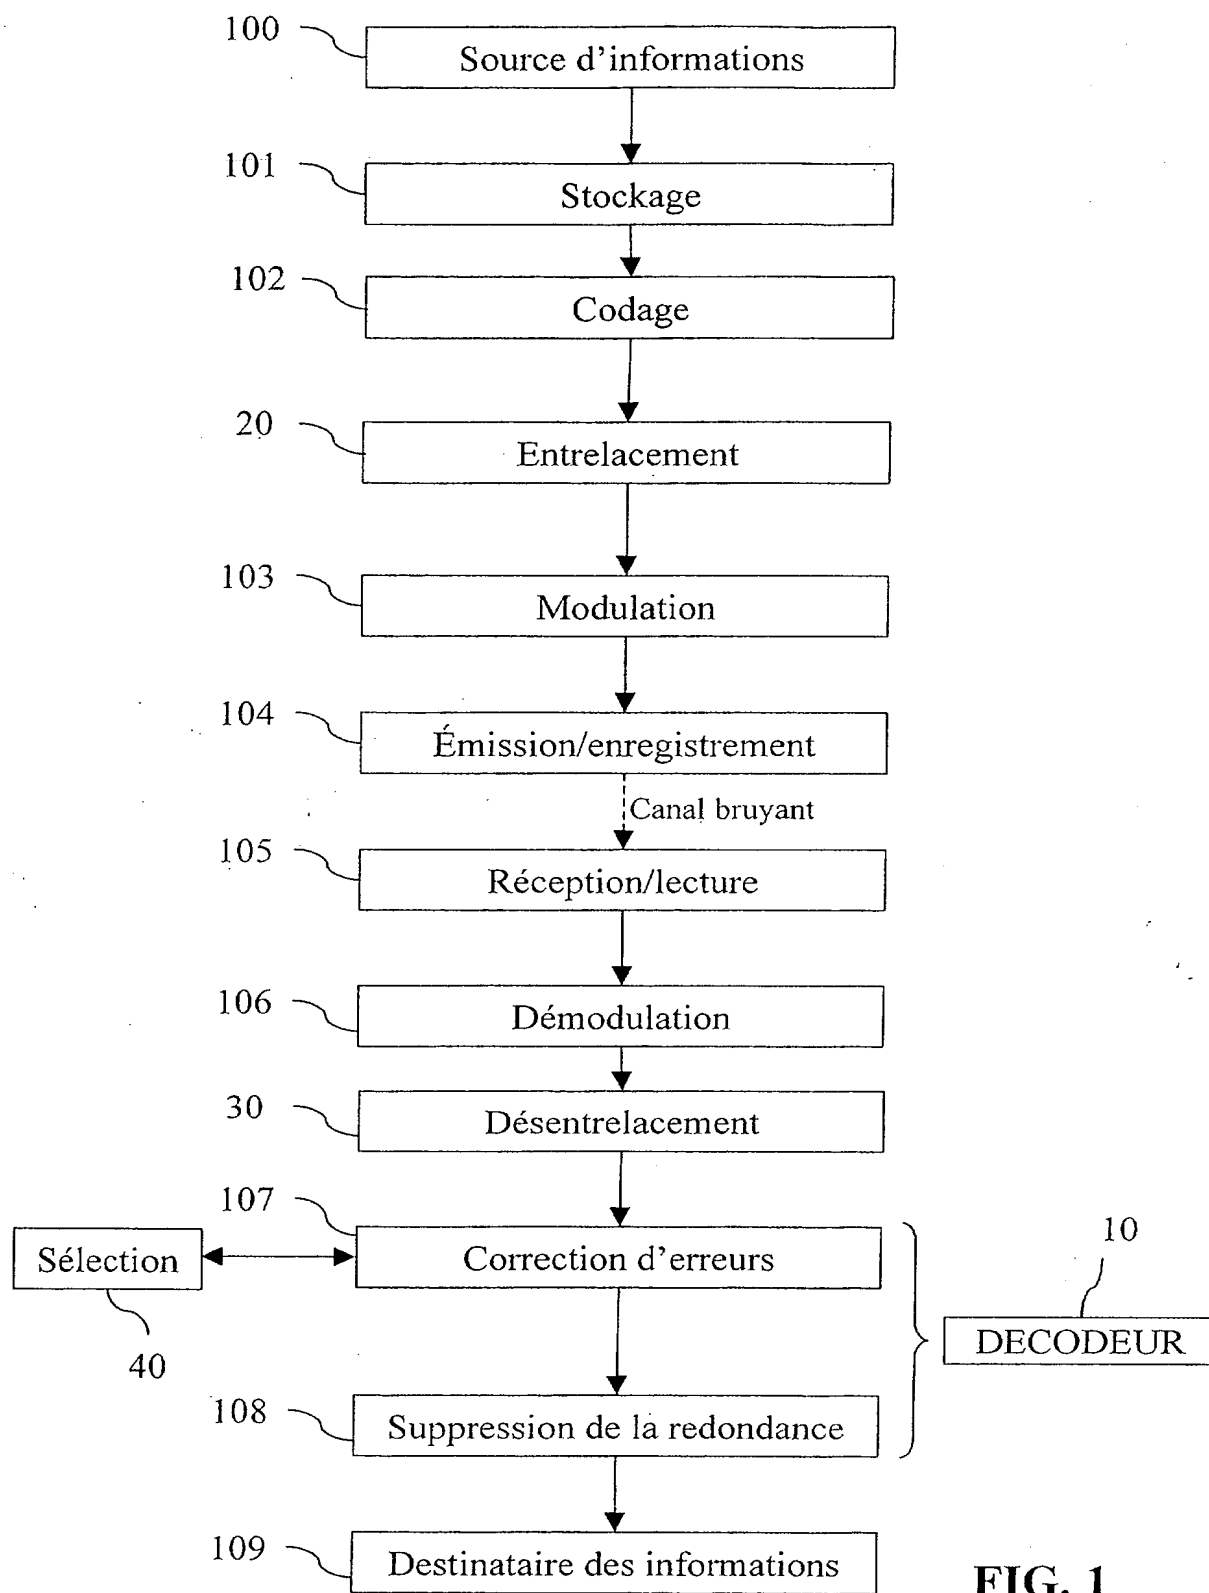 100
Source d'informations
101
Stockage
102
Codage
20
Entrelacement
103
Modulation
104
Émission/enregistrement
Canal bruyant
105
Réception/lecture
106
Démodulation
30
Désentrelacement
107
Sélection
Correction d'erreurs
10
40
DECODEUR
108
Suppression de la redondance
109
Destinataire des informations
FIG. 1